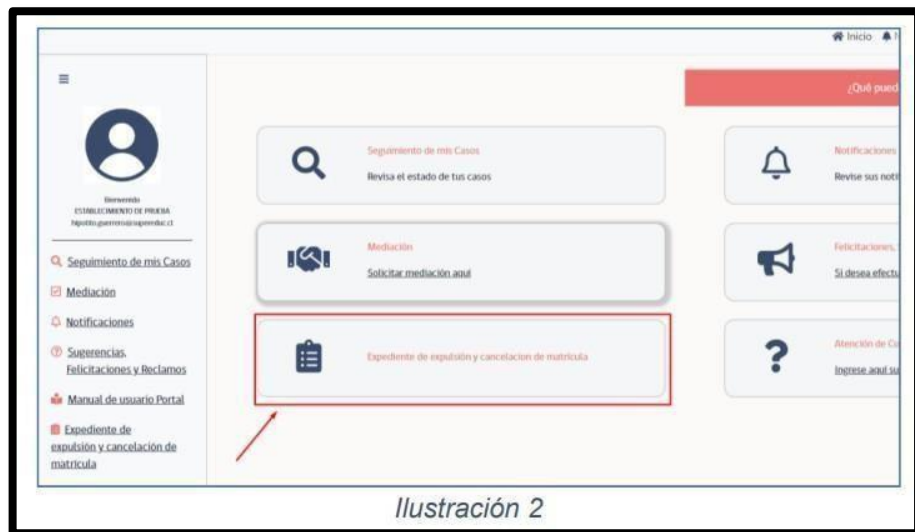 Inicio
¿Qué pued
Bienvenido
ESTABLECIMIENTO DE PRUEBA
Seguimiento de mis Casos
Mediación
Notificaciones
Sugerencias,
Felicitaciones y Reclamos
Manual de usuario Portal
Expediente de
expulsión y cancelación de
matrícula
Seguimiento de mis Casos
Revisa el estado de tus casos
Mediación
Solicitar mediación aquí
Expediente de expulsión y cancelacion de matricula
Notificaciones
Revise sus noti
Felicitaciones,
Si desea efectu
Atención de
Ingrese aquí su
Ilustración 2